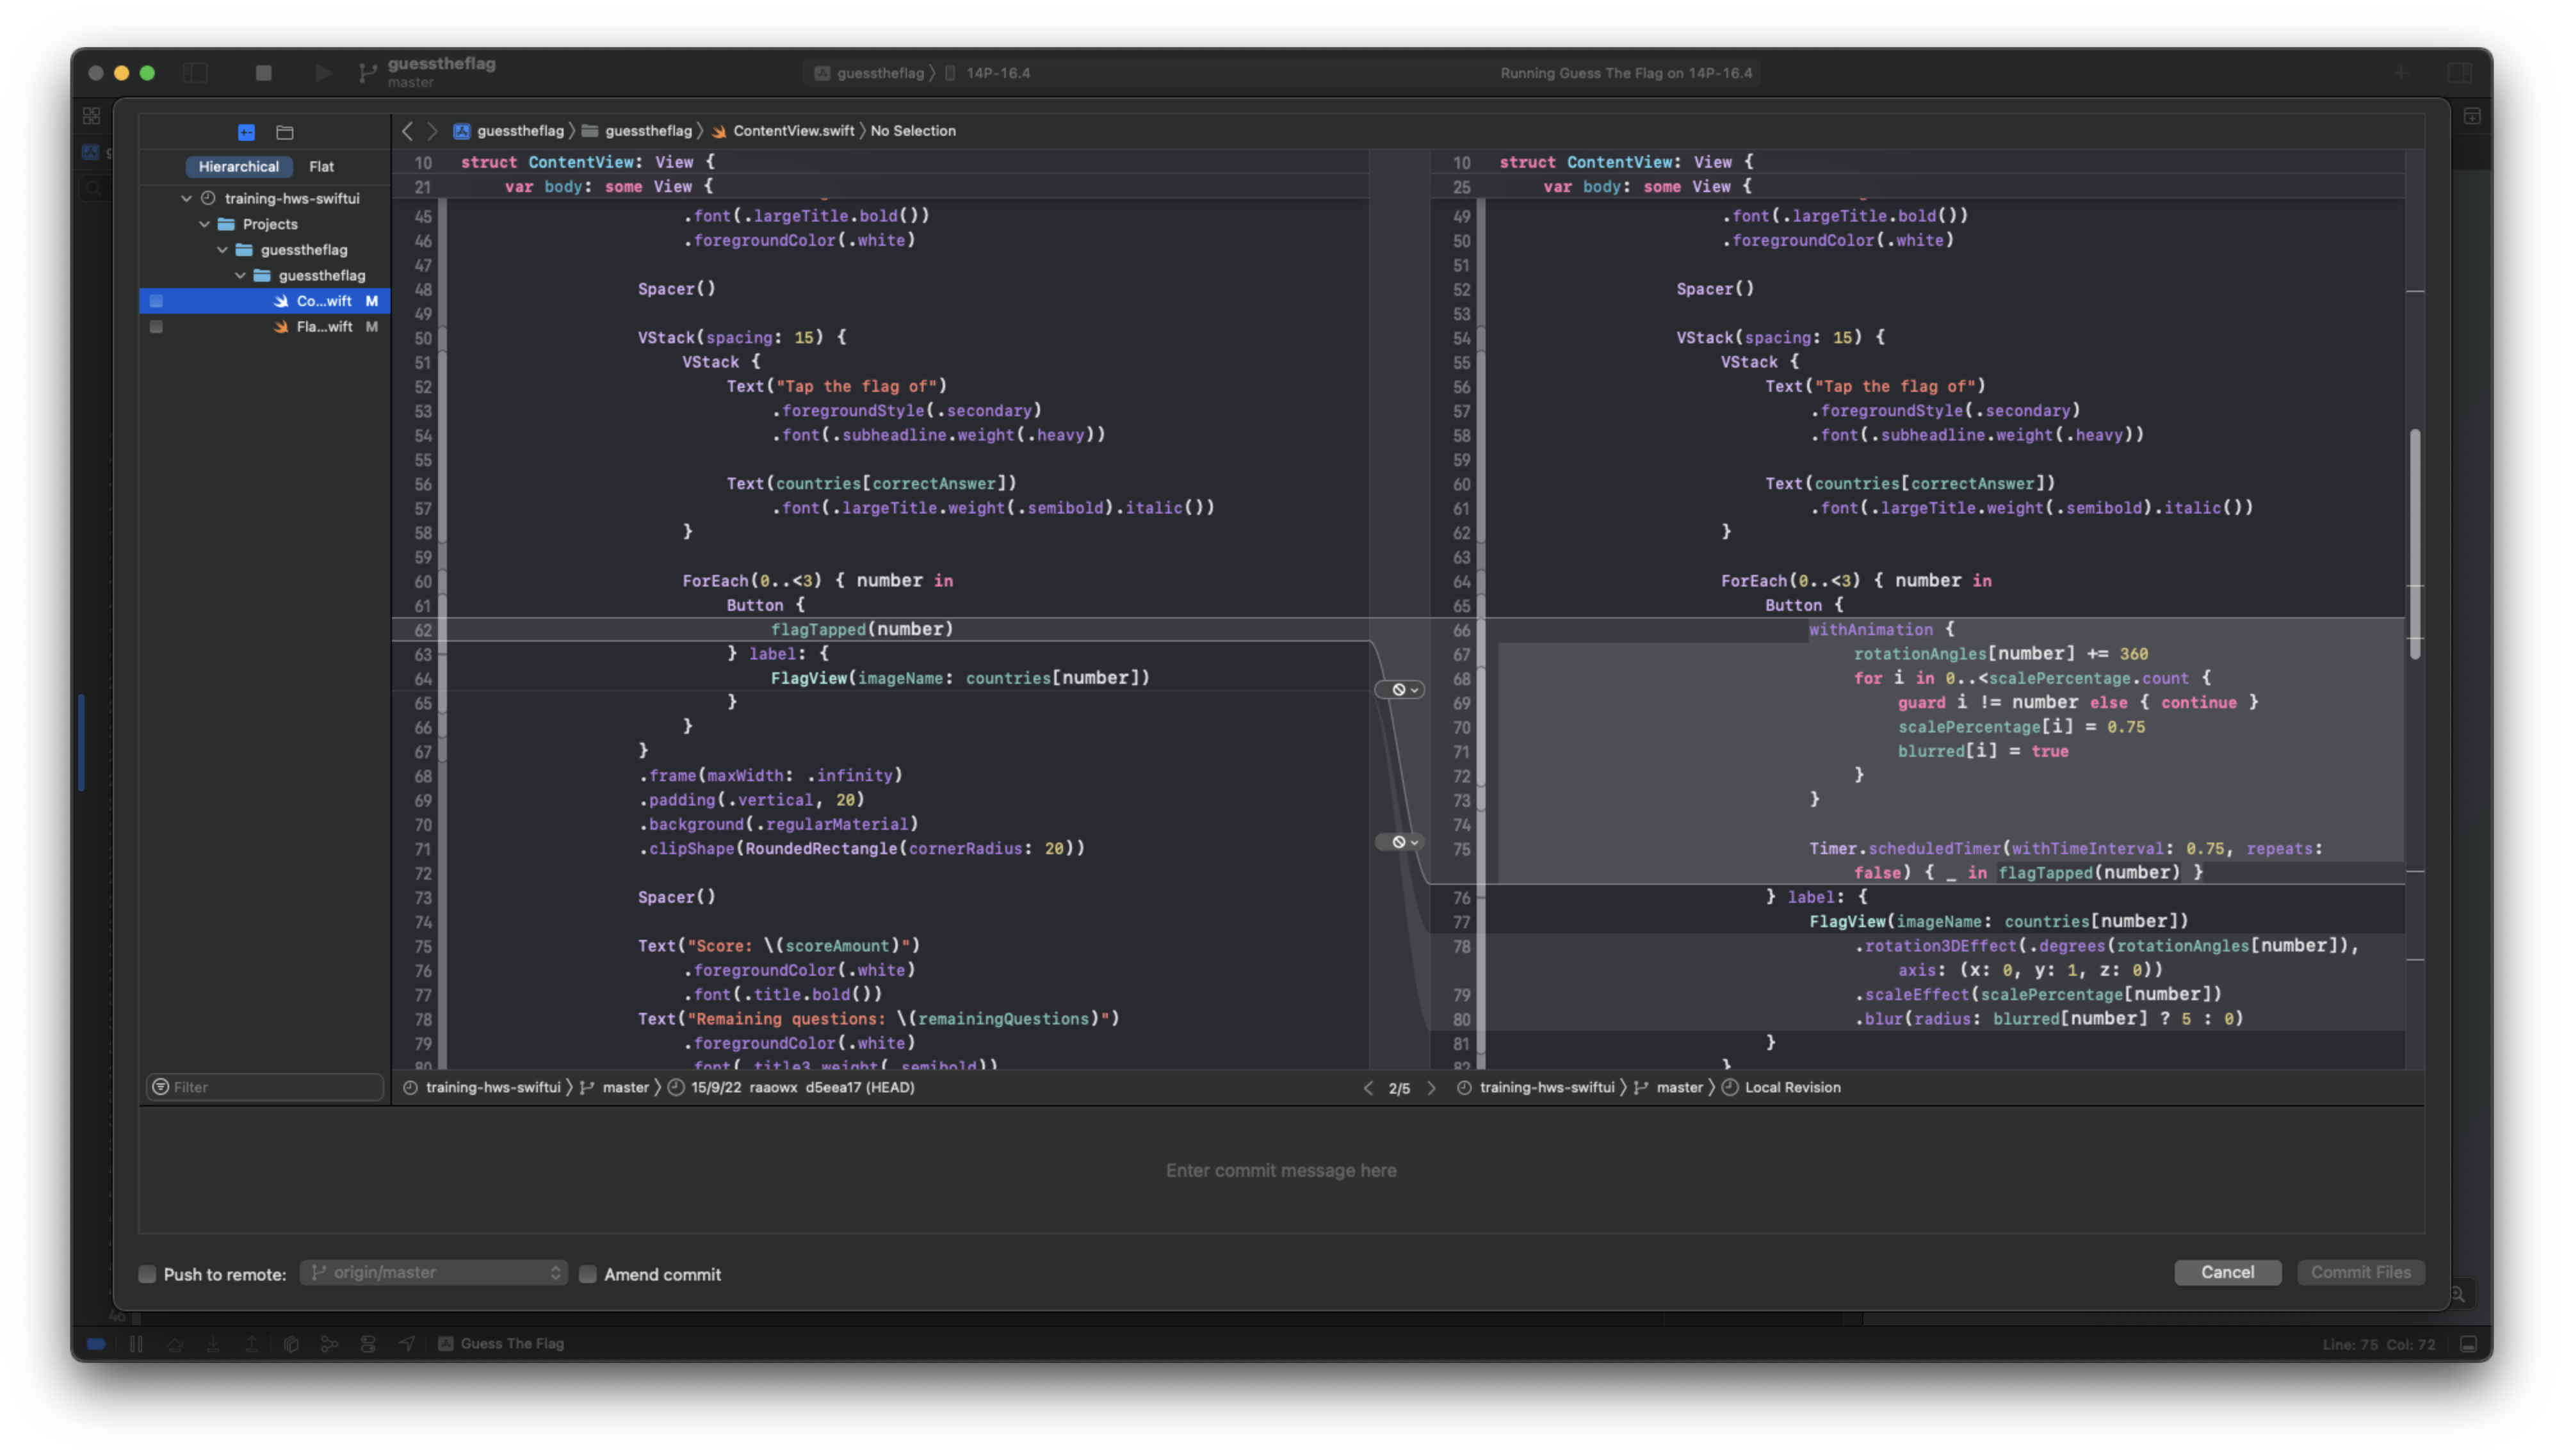 guesstheflag
master
guesstheflag 〉 14P-16.4
Running Guess The Flag on 14P-16.4
Hierarchical Flat
training-hws-swiftui
Projects
guesstheflag
guesstheflag
Co...wift M
Fla...wift M
Filter
guesstheflag 〉 guesstheflag 〉 ContentView.swift 〉 No Selection
10 struct ContentView: View {
21 var body: some View {
45 .font(.largeTitle.bold())
46 .foregroundColor(.white)
47
48 Spacer()
49
50 VStack(spacing: 15) {
51 VStack {
52 Text("Tap the flag of")
53 .foregroundStyle(.secondary)
54 .font(.subheadline.weight(.heavy))
55
56 Text(countries[correctAnswer])
57 .font(.largeTitle.weight(.semibold).italic())
58 }
59
60 ForEach(0..<3) { number in
61 Button {
62 flagTapped(number)
63 } label: {
64 FlagView(imageName: countries[number])
65 }
66 }
67 }
68 .frame(maxWidth: .infinity)
69 .padding(.vertical, 20)
70 .background(.regularMaterial)
71 .clipShape(RoundedRectangle(cornerRadius: 20))
72
73 Spacer()
74
75 Text("Score: \(scoreAmount)")
76 .foregroundColor(.white)
77 .font(.title.bold())
78 Text("Remaining questions: \(remainingQuestions)")
79 .foregroundColor(.white)
80 .font(.title3.weight(.semibold))
training-hws-swiftui 〉 master 〉 15/9/22 raaowx d5eea17 (HEAD)
2/5
10 struct ContentView: View {
25 var body: some View {
49 .font(.largeTitle.bold())
50 .foregroundColor(.white)
51
52 Spacer()
53
54 VStack(spacing: 15) {
55 VStack {
56 Text("Tap the flag of")
57 .foregroundStyle(.secondary)
58 .font(.subheadline.weight(.heavy))
59
60 Text(countries[correctAnswer])
61 .font(.largeTitle.weight(.semibold).italic())
62 }
63
64 ForEach(0..<3) { number in
65 Button {
66 withAnimation {
67 rotationAngles[number] += 360
68 for i in 0..<scalePercentage.count {
69 guard i != number else { continue }
70 scalePercentage[i] = 0.75
71 blurred[i] = true
72 }
73 }
74
75 Timer.scheduledTimer(withTimeInterval: 0.75, repeats:
false) { _ in flagTapped(number) }
76 } label: {
77 FlagView(imageName: countries[number])
78 .rotation3DEffect(.degrees(rotationAngles[number]),
axis: (x: 0, y: 1, z: 0))
79 .scaleEffect(scalePercentage[number])
80 .blur(radius: blurred[number] ? 5 : 0)
81 }
82 }
training-hws-swiftui 〉 master 〉 Local Revision
Enter commit message here
Push to remote: origin/master Amend commit
Cancel Commit Files
46
Guess The Flag
Line: 75 Col: 72